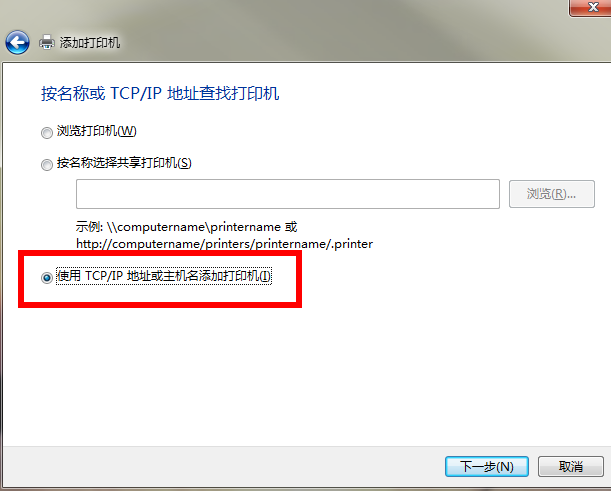 添加打印机
按名称或 TCP/IP 地址查找打印机
浏览打印机(W)
按名称选择共享打印机(S)
浏览(R)...
示例: \\computername\printername 或
http://computername/printers/printername/.printer
使用 TCP/IP 地址或主机名添加打印机(I)
下一步(N)
取消